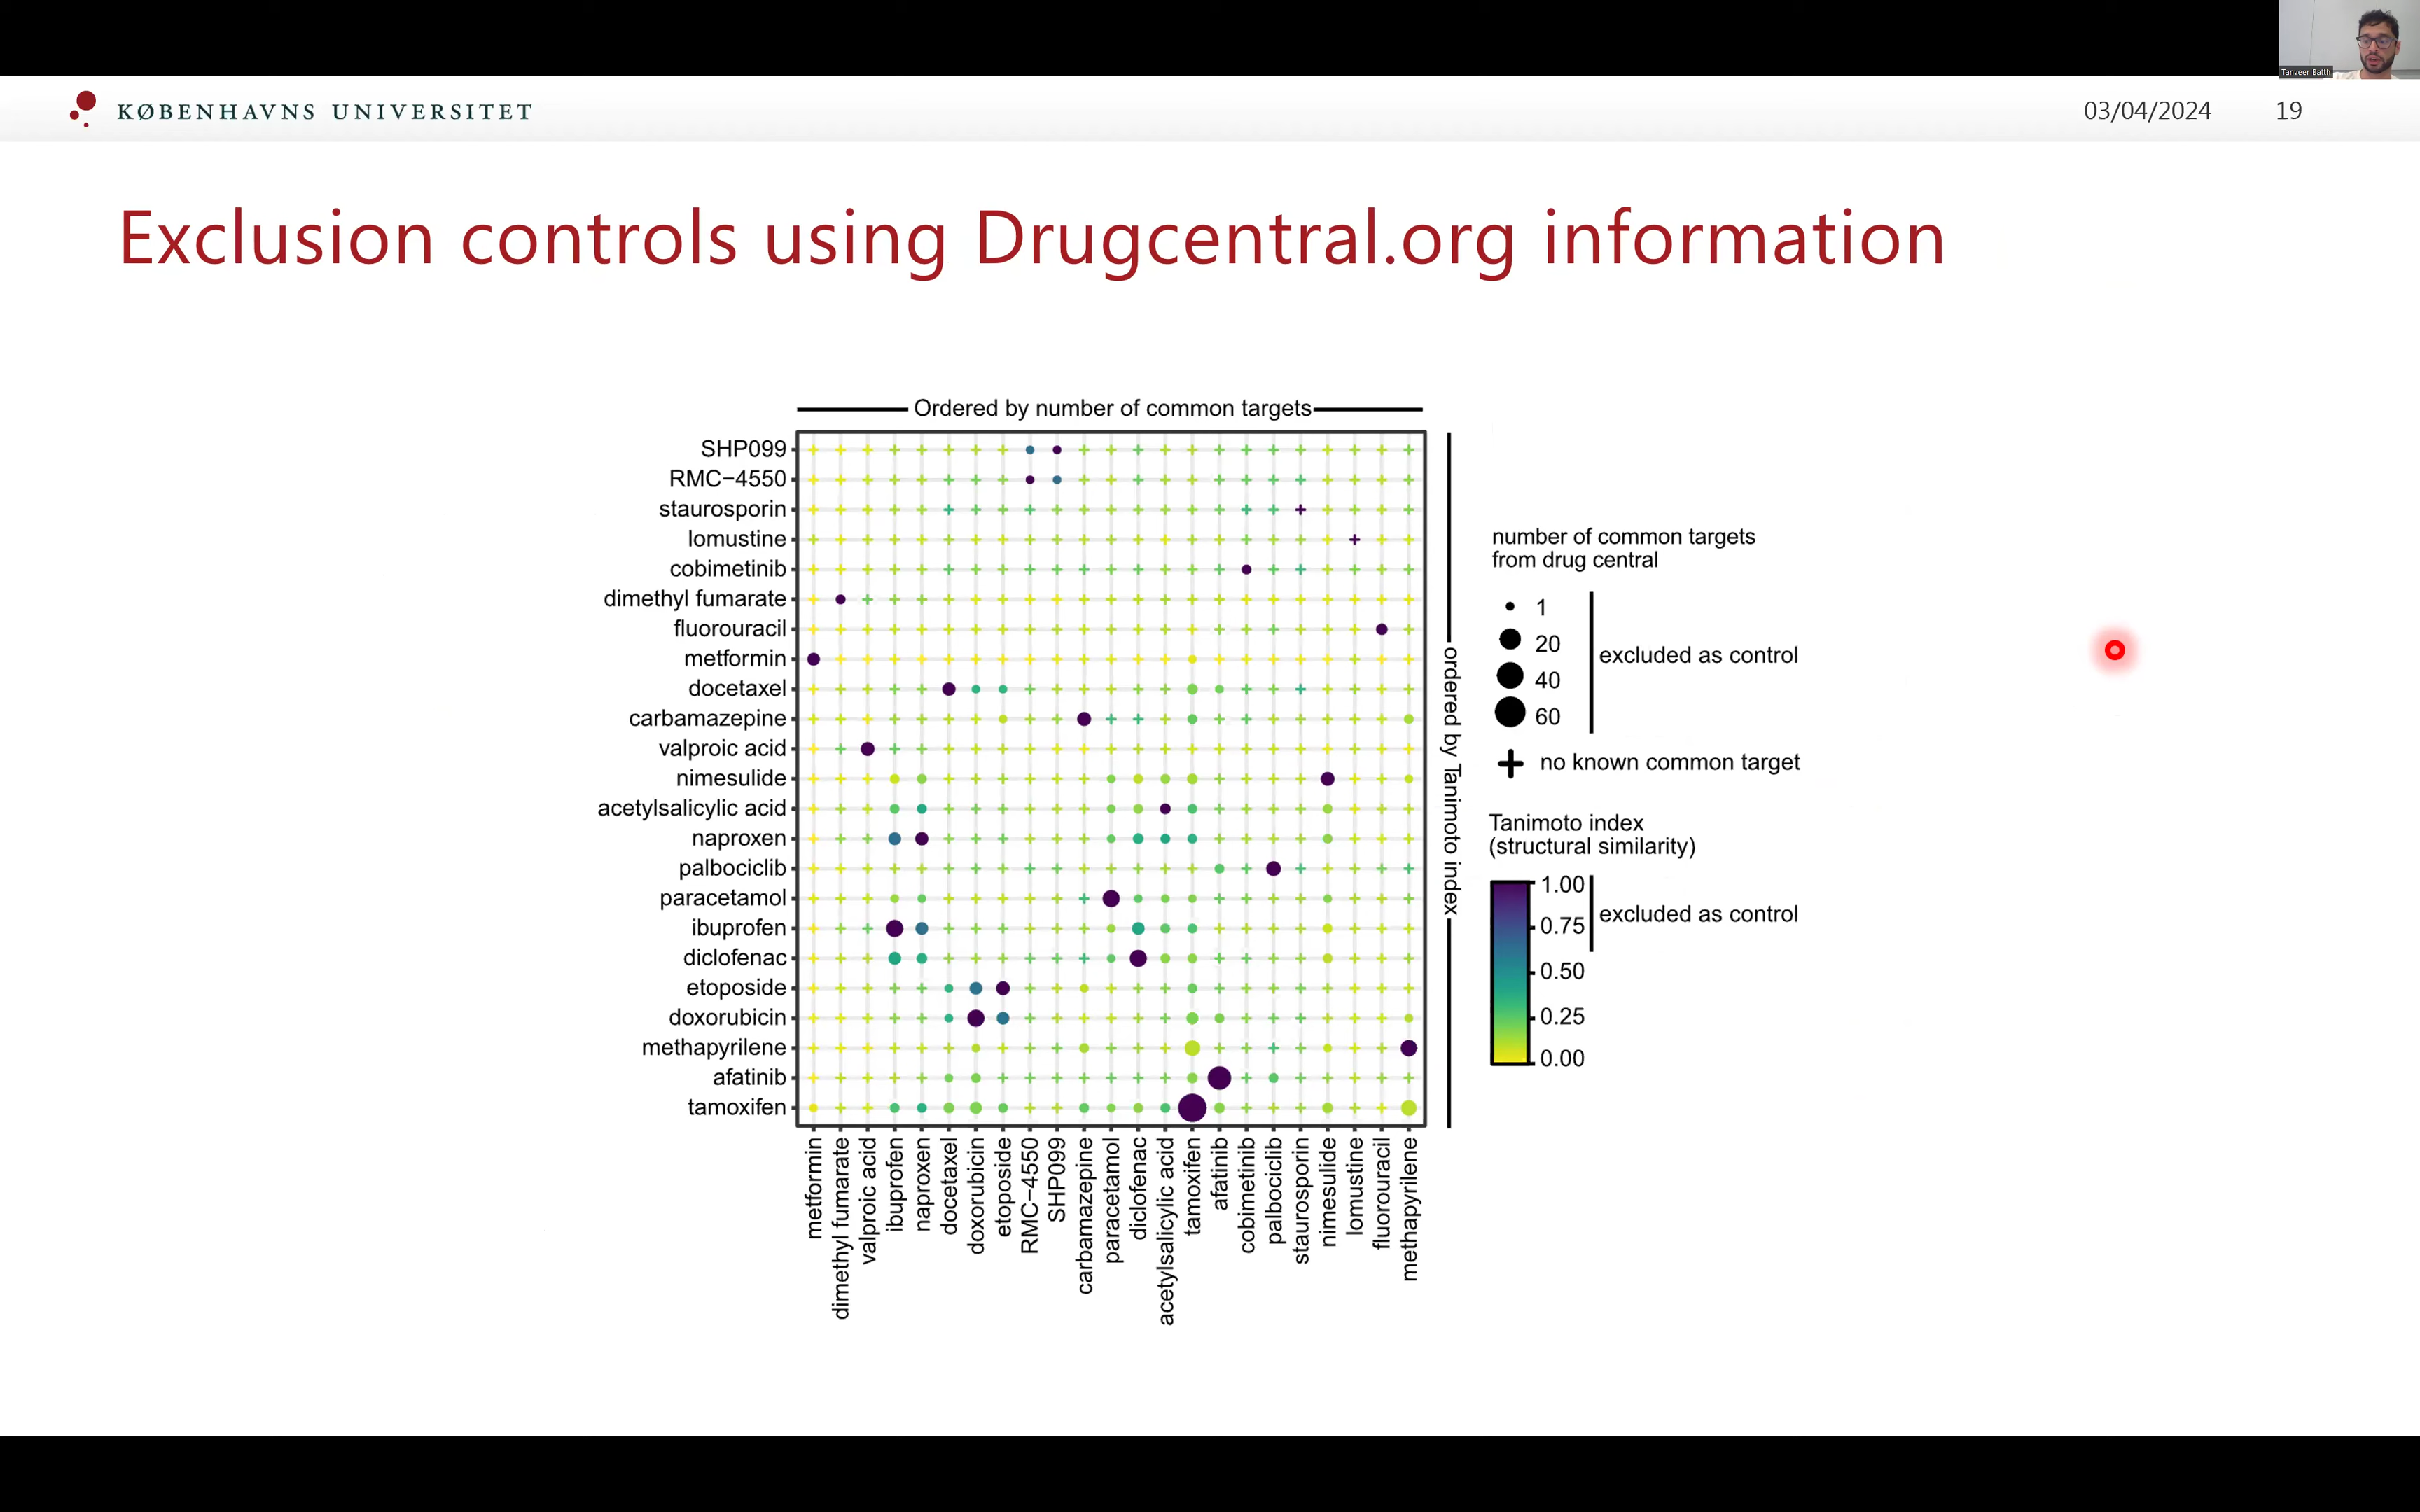 Tanveer Batth
KØBENHAVNS UNIVERSITET
03/04/2024
19
Exclusion controls using Drugcentral.org information
Ordered by number of common targets
SHP099
RMC−4550
staurosporin
lomustine
cobimetinib
dimethyl fumarate
fluorouracil
metformin
docetaxel
carbamazepine
valproic acid
nimesulide
acetylsalicylic acid
naproxen
palbociclib
paracetamol
ibuprofen
diclofenac
etoposide
doxorubicin
methapyrilene
afatinib
tamoxifen
metformin
dimethyl fumarate
valproic acid
ibuprofen
naproxen
docetaxel
doxorubicin
etoposide
RMC−4550
SHP099
carbamazepine
paracetamol
diclofenac
acetylsalicylic acid
tamoxifen
afatinib
cobimetinib
palbociclib
staurosporin
nimesulide
lomustine
fluorouracil
methapyrilene
ordered by Tanimoto index
number of common targets
from drug central
1
20
40
60
excluded as control
no known common target
Tanimoto index
(structural similarity)
1.00
0.75
0.50
0.25
0.00
excluded as control